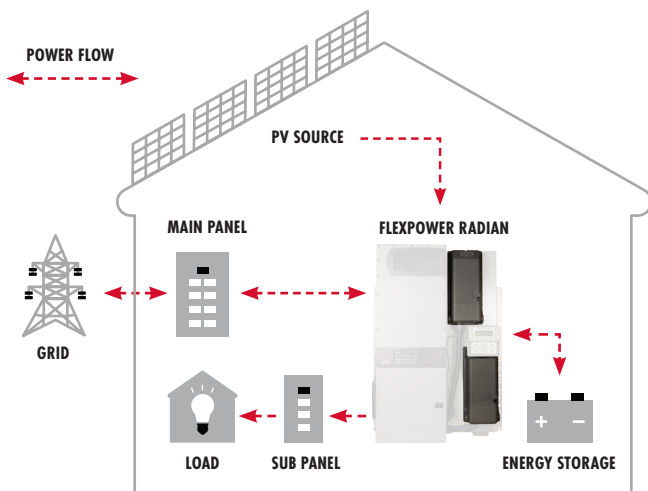 POWER FLOW
PV SOURCE
MAIN PANEL
FLEXPOWER RADIAN
GRID
+ −
LOAD
SUB PANEL
ENERGY STORAGE